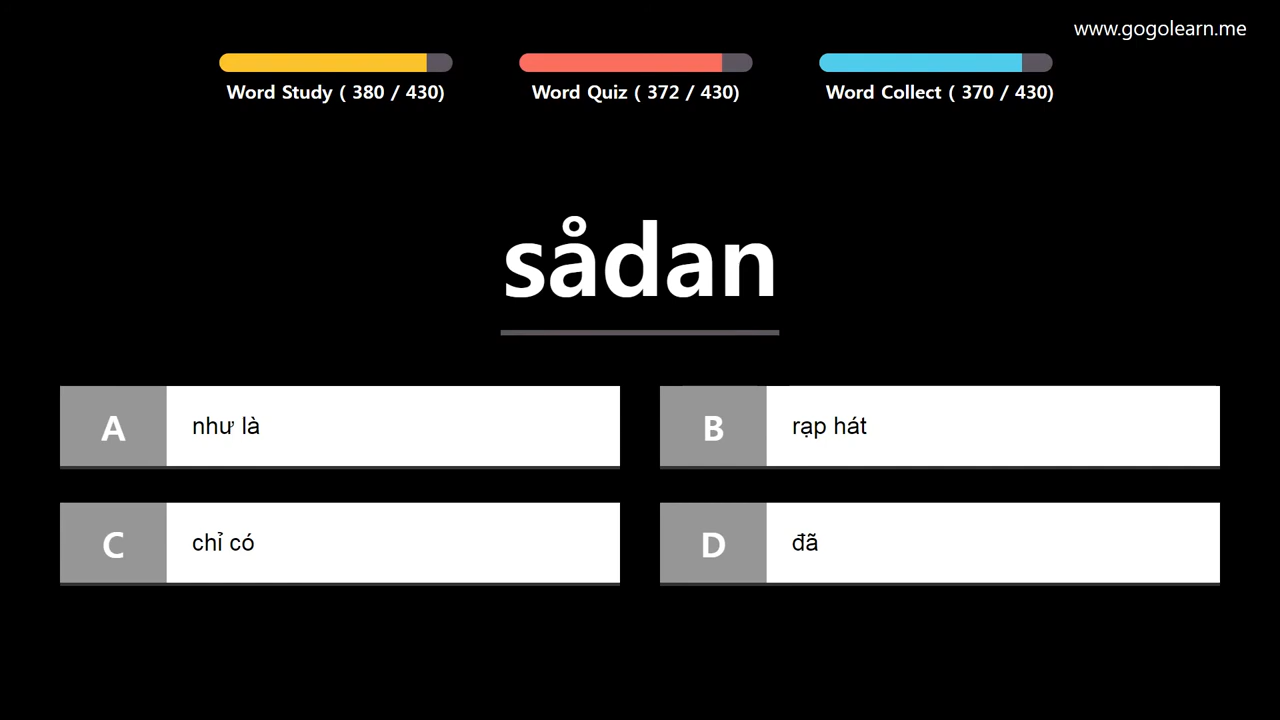 www.gogolearn.me
Word Study ( 380 / 430)
Word Quiz ( 372 / 430)
Word Collect ( 370 / 430)
sådan
A
như là
B
rạp hát
C
chỉ có
D
đã